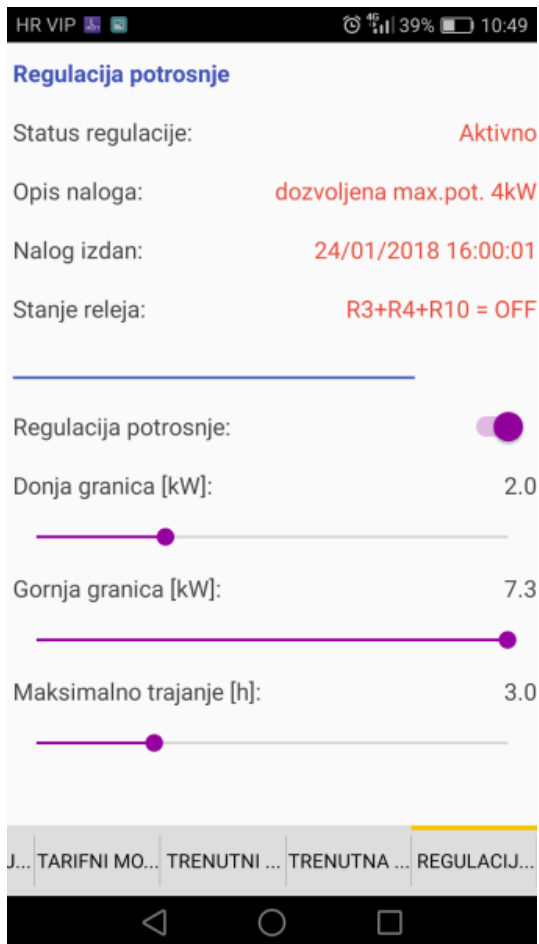 HR VIP 4G 39% 10:49
Regulacija potrosnje
Status regulacije: Aktivno
Opis naloga: dozvoljena max.pot. 4kW
Nalog izdan: 24/01/2018 16:00:01
Stanje releja: R3+R4+R10 = OFF
Regulacija potrosnje:
Donja granica [kW]: 2.0
Gornja granica [kW]: 7.3
Maksimalno trajanje [h]: 3.0
J... TARIFNI MO... TRENUTNI ... TRENUTNA ... REGULACIJ...